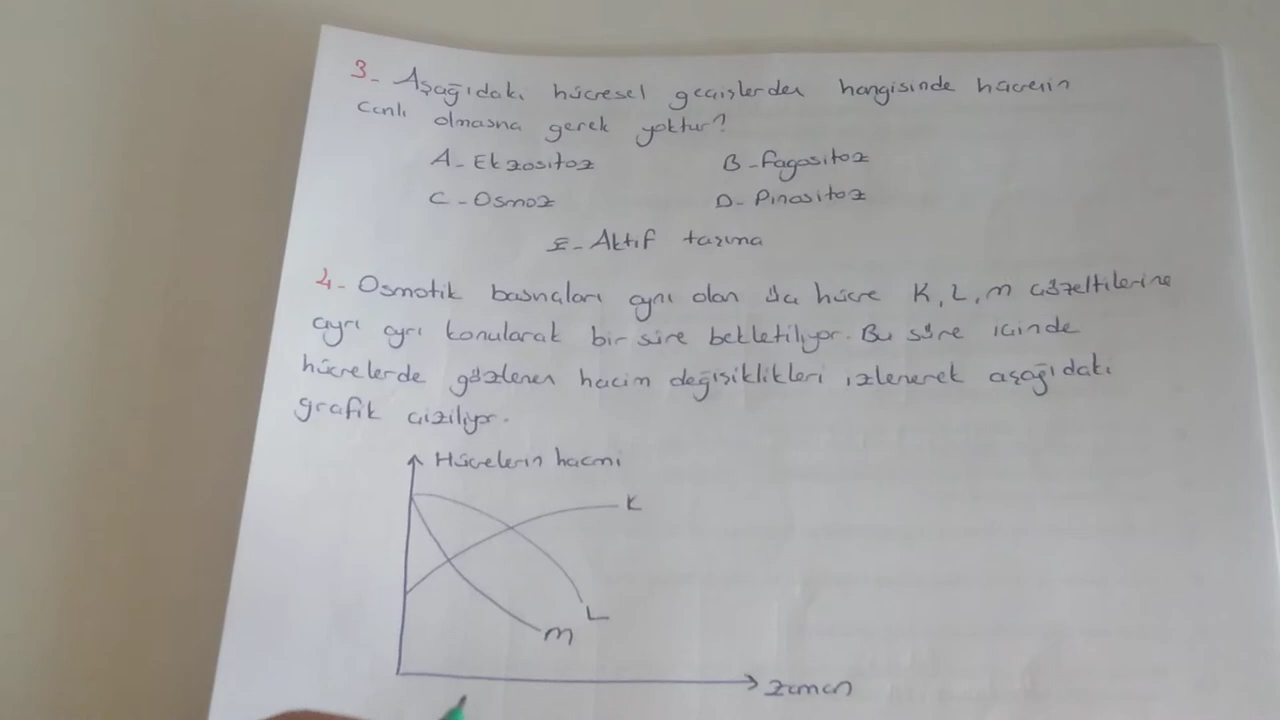 3- Aşağıdaki hücresel geçişlerden hangisinde hücrenin
canlı olmasına gerek yoktur?
A- Ekzositoz B- Fagositoz
C- Osmoz D- Pinositoz
E- Aktif taşıma
4- Osmotik basınçları aynı olan üç hücre K, L, M çözeltilerine
ayrı ayrı konularak bir süre bekletiliyor. Bu süre içinde
hücrelerde gözlenen hacim değişiklikleri izlenerek aşağıdaki
grafik çiziliyor.
Hücrelerin hacmi
K
L
M
zaman